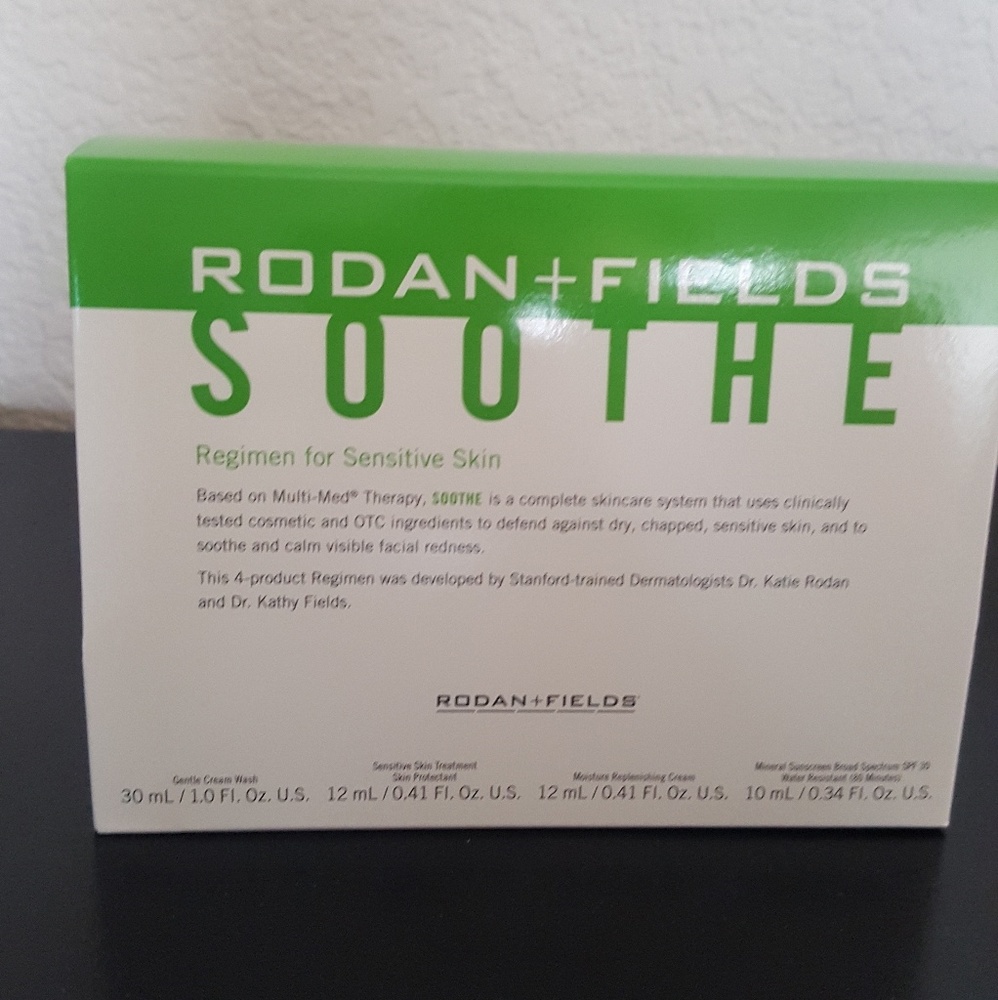 RODAN+FIELDS
SOOTHE
Regimen for Sensitive Skin
Based on Multi-Med® Therapy, SOOTHE is a complete skincare system that uses clinically
tested cosmetic and OTC ingredients to defend against dry, chapped, sensitive skin, and to
soothe and calm visible facial redness.
This 4-product Regimen was developed by Stanford-trained Dermatologists Dr. Katie Rodan
and Dr. Kathy Fields.
RODAN+FIELDS
Gentle Cream Wash
30 mL / 1.0 Fl. Oz. U.S.
Sensitive Skin Treatment
Skin Protectant
12 mL / 0.41 Fl. Oz. U.S.
Moisture Replenishing Cream
12 mL / 0.41 Fl. Oz. U.S.
Mineral Sunscreen Broad Spectrum SPF 30
Water Resistant (80 Minutes)
10 mL / 0.34 Fl. Oz. U.S.